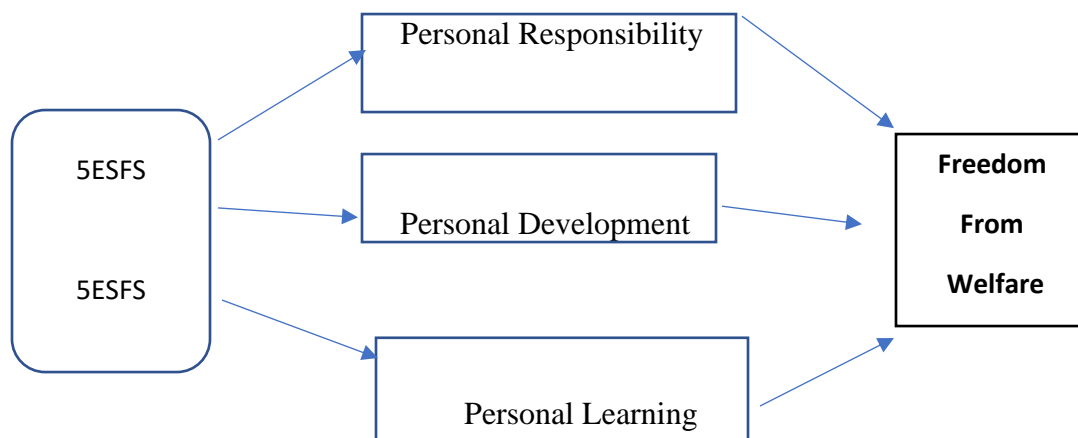 5ESFS
5ESFS
Personal Responsibility
Personal Development
Personal Learning
Freedom
From
Welfare